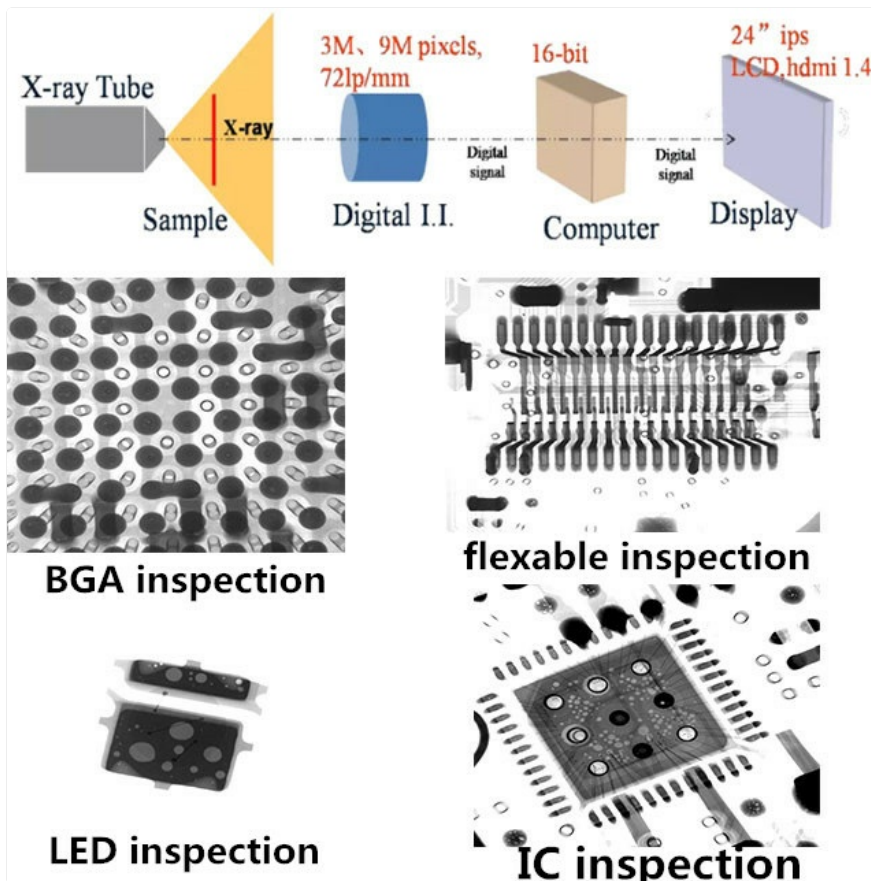 3M、9M pixels,
72lp/mm
16-bit
24” ips
LCD,hdmi 1.4
X-ray Tube
X-ray
Digital
signal
Digital
signal
Sample
Digital I.I.
Computer
Display
BGA inspection
flexable inspection
LED inspection
IC inspection